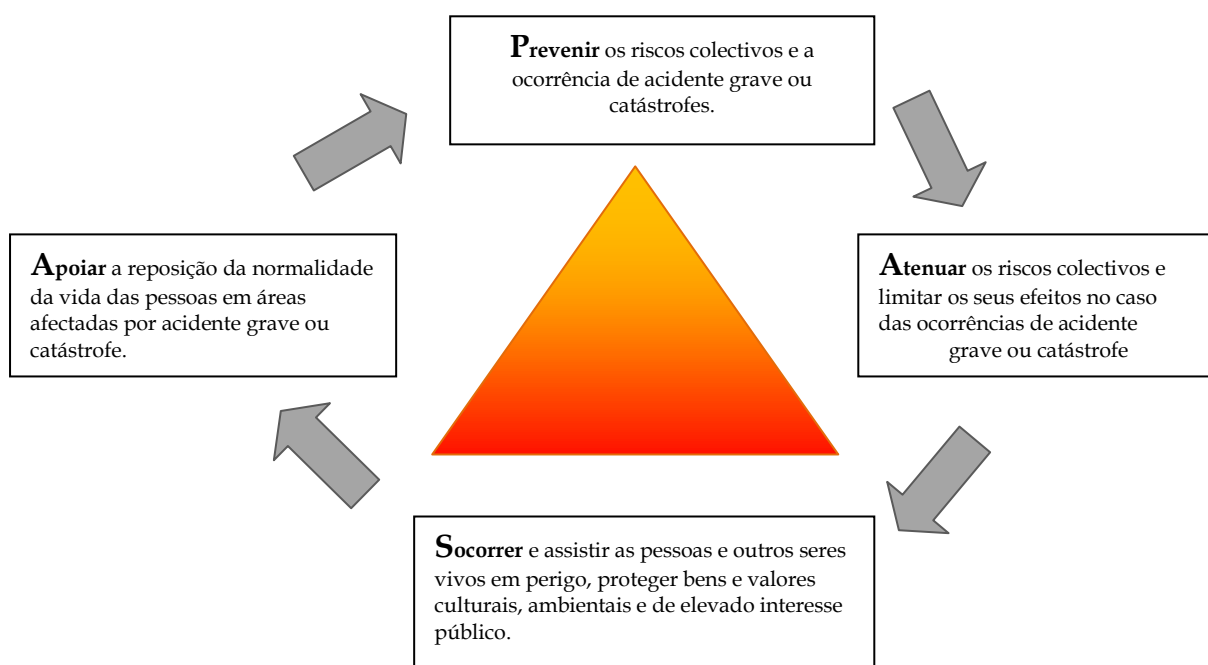 Prevenir os riscos colectivos e a
ocorrência de acidente grave ou
catástrofes.
Apoiar a reposição da normalidade
da vida das pessoas em áreas
afectadas por acidente grave ou
catástrofe.
Atenuar os riscos colectivos e
limitar os seus efeitos no caso
das ocorrências de acidente
grave ou catástrofe
Socorrer e assistir as pessoas e outros seres
vivos em perigo, proteger bens e valores
culturais, ambientais e de elevado interesse
público.